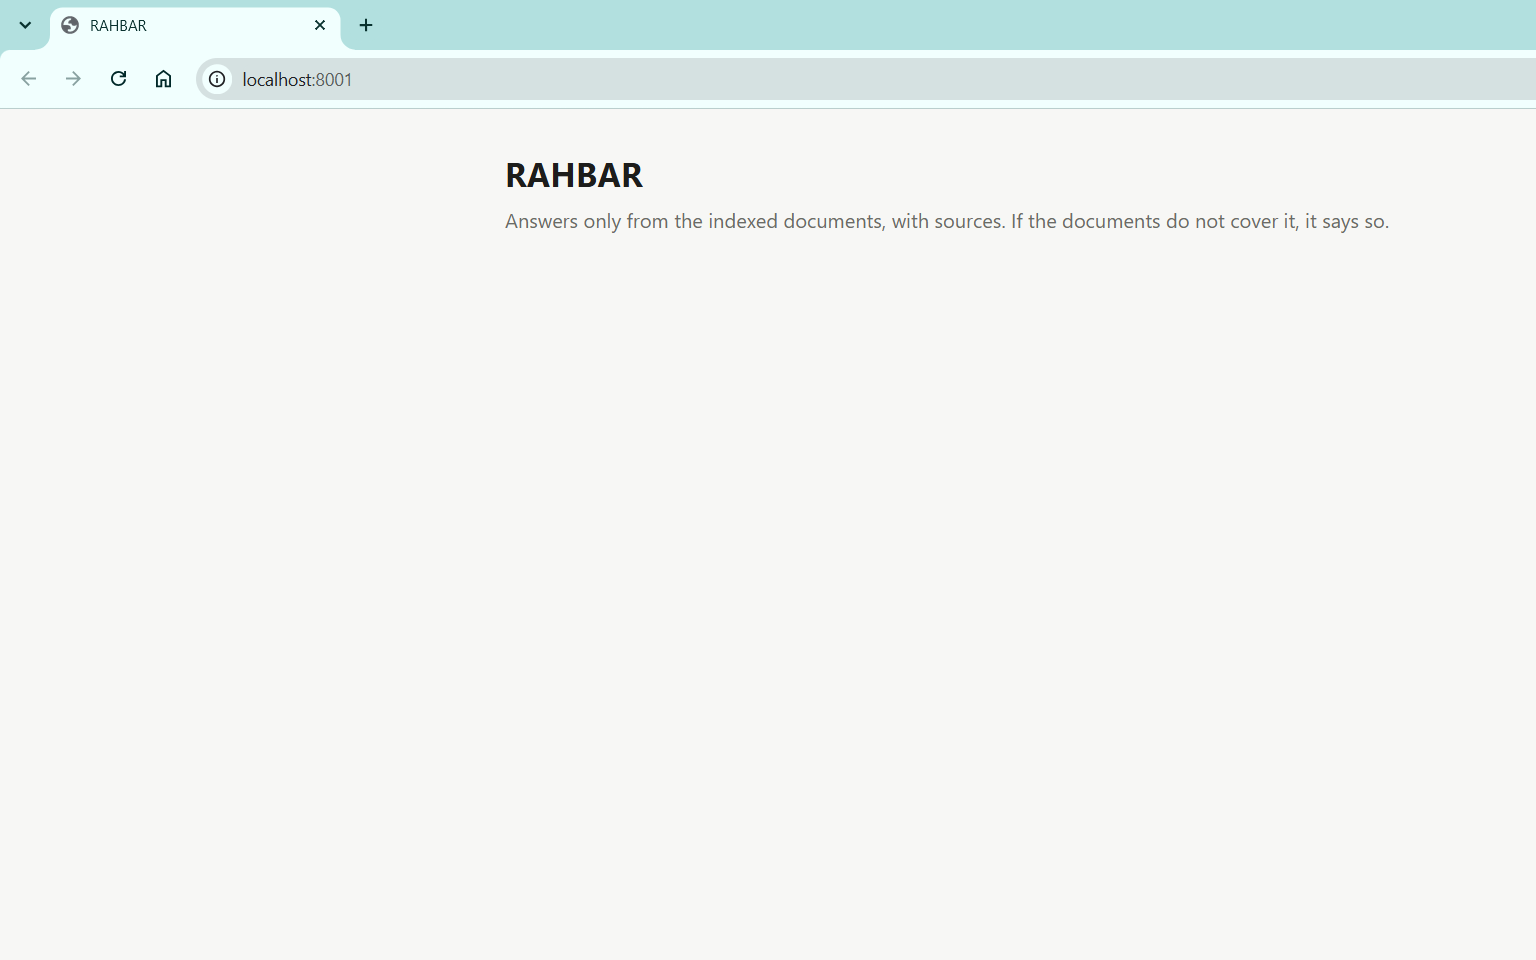 RAHBAR
localhost:8001
RAHBAR
Answers only from the indexed documents, with sources. If the documents do not cover it, it says so.